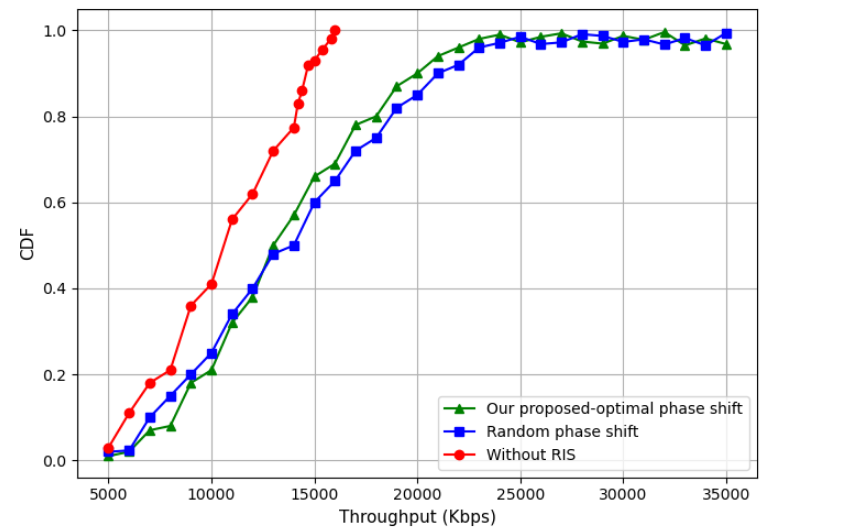 1.0
0.8
0.6
0.4
0.2
0.0
CDF
5000 10000 15000 20000 25000 30000 35000
Throughput (Kbps)
Our proposed-optimal phase shift
Random phase shift
Without RIS